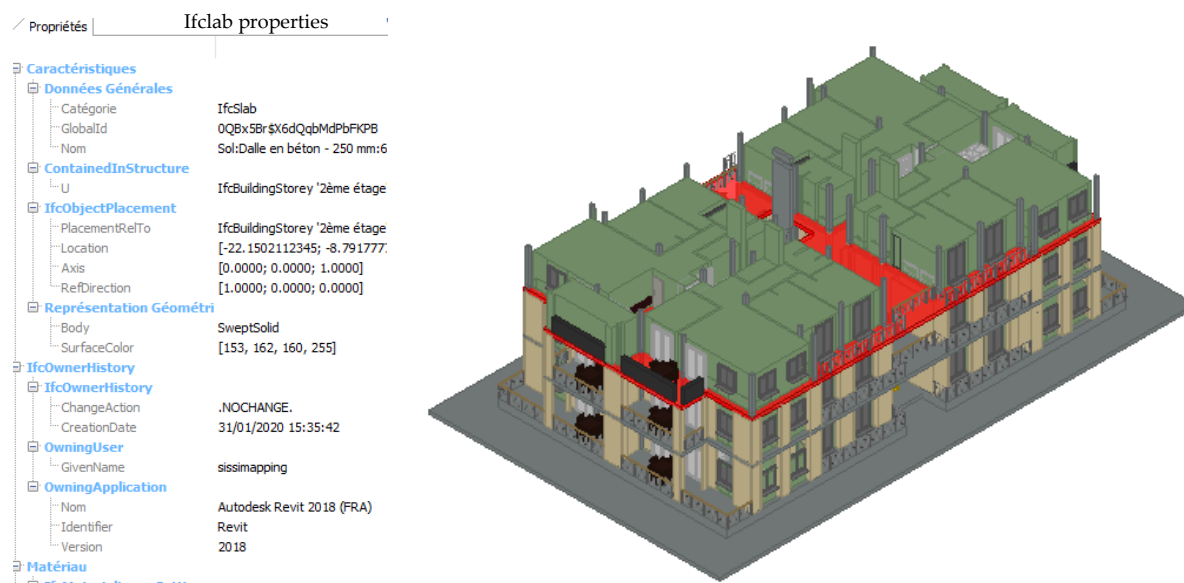 Propriétés
Ifclab properties
Caractéristiques
Données Générales
Catégorie IfcSlab
GlobalId 0QBx5Br$X6dQqbMdPbFKPB
Nom Sol:Dalle en béton - 250 mm:6
ContainedInStructure
U IfcBuildingStorey '2ème étage
IfcObjectPlacement
PlacementRelTo IfcBuildingStorey '2ème étage
Location [-22.1502112345; -8.791777
Axis [0.0000; 0.0000; 1.0000]
RefDirection [1.0000; 0.0000; 0.0000]
Représentation Géométri
Body SweptSolid
SurfaceColor [153, 162, 160, 255]
IfcOwnerHistory
IfcOwnerHistory
ChangeAction .NOCHANGE.
CreationDate 31/01/2020 15:35:42
OwningUser
GivenName sissimapping
OwningApplication
Nom Autodesk Revit 2018 (FRA)
Identifier Revit
Version 2018
Matériau